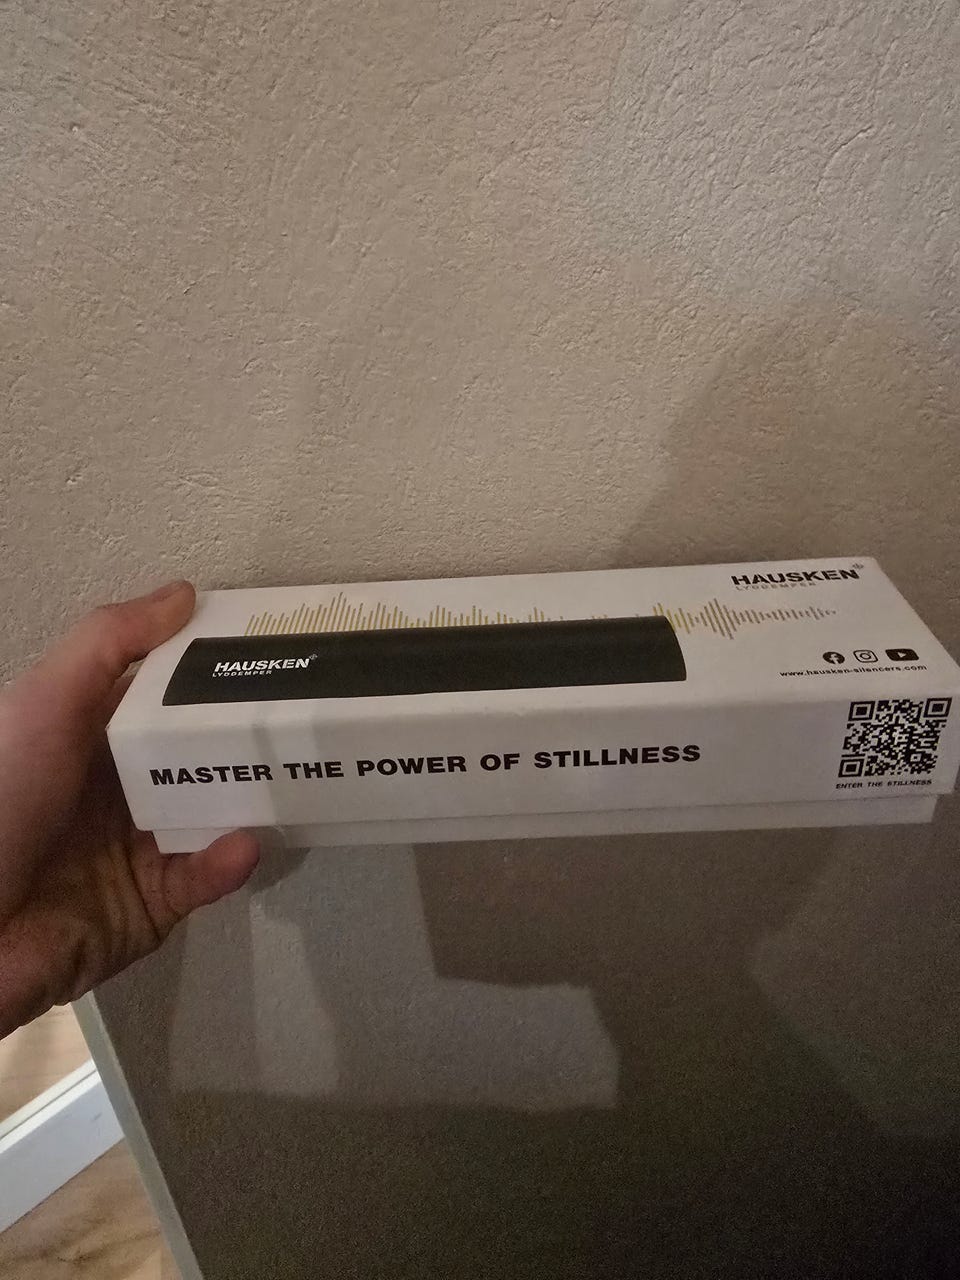 HAUSKEN
LYDDEMPER
HAUSKEN
LYDDEMPER
www.hausken-silencers.com
MASTER THE POWER OF STILLNESS
ENTER THE STILLNESS